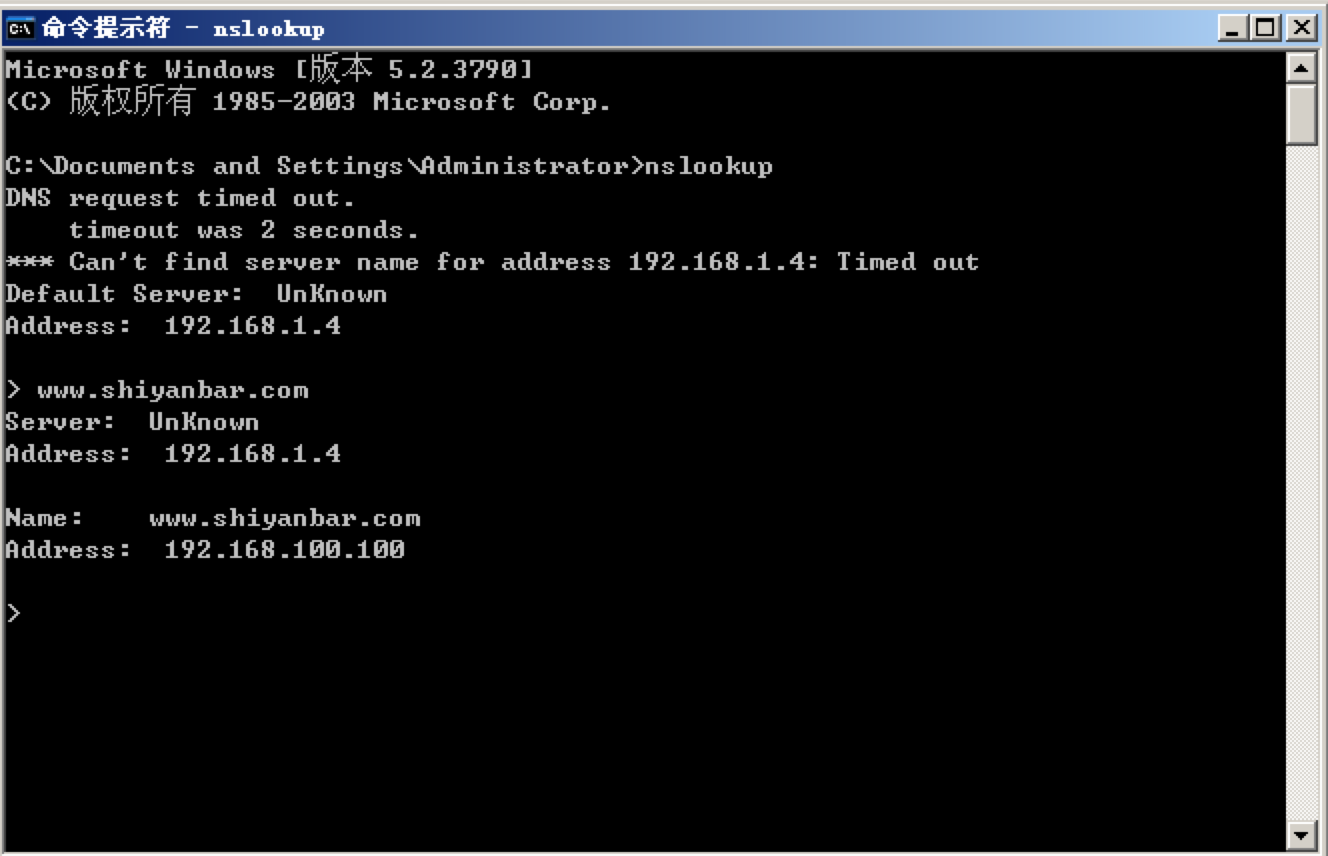 命令提示符 - nslookup
Microsoft Windows [版本 5.2.3790]
(C) 版权所有 1985-2003 Microsoft Corp.
C:\Documents and Settings\Administrator>nslookup
DNS request timed out.
    timeout was 2 seconds.
*** Can't find server name for address 192.168.1.4: Timed out
Default Server:  UnKnown
Address:  192.168.1.4
> www.shiyanbar.com
Server:  UnKnown
Address:  192.168.1.4
Name:    www.shiyanbar.com
Address:  192.168.100.100
>